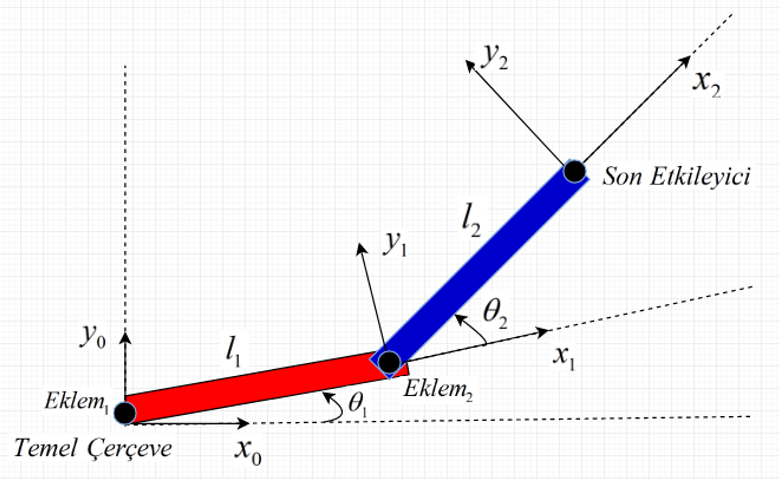 y₂
x₂
Son Etkileyici
l₂
y₁
θ₂
y₀
l₁
x₁
Eklem₁
θ₁
Eklem₂
Temel Çerçeve
x₀